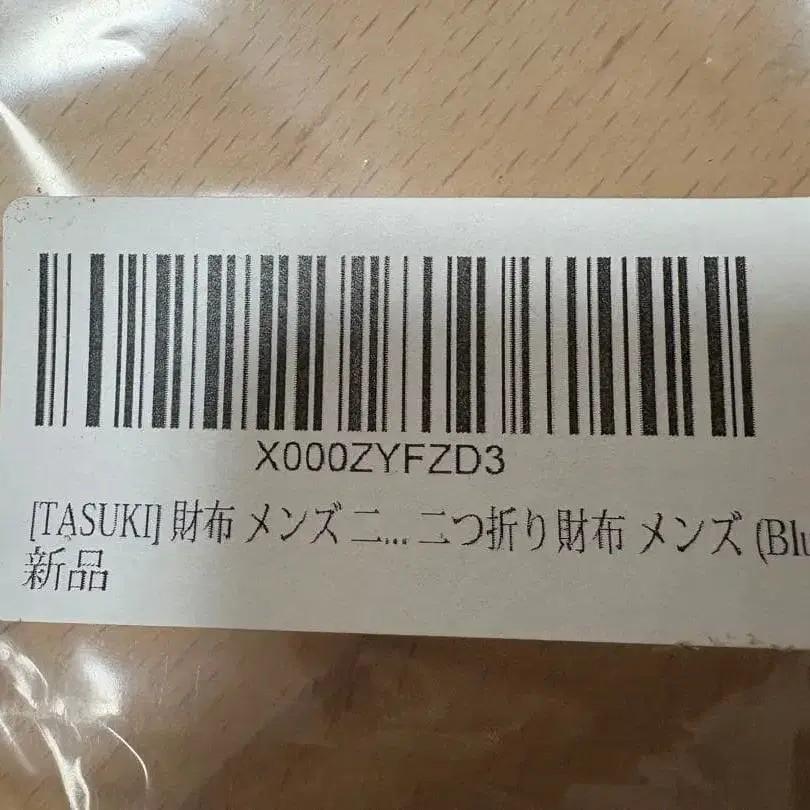 X000ZYFZD3
[TASUKI] 財布 メンズ 二... 二つ折り財布 メンズ (Blu
新品